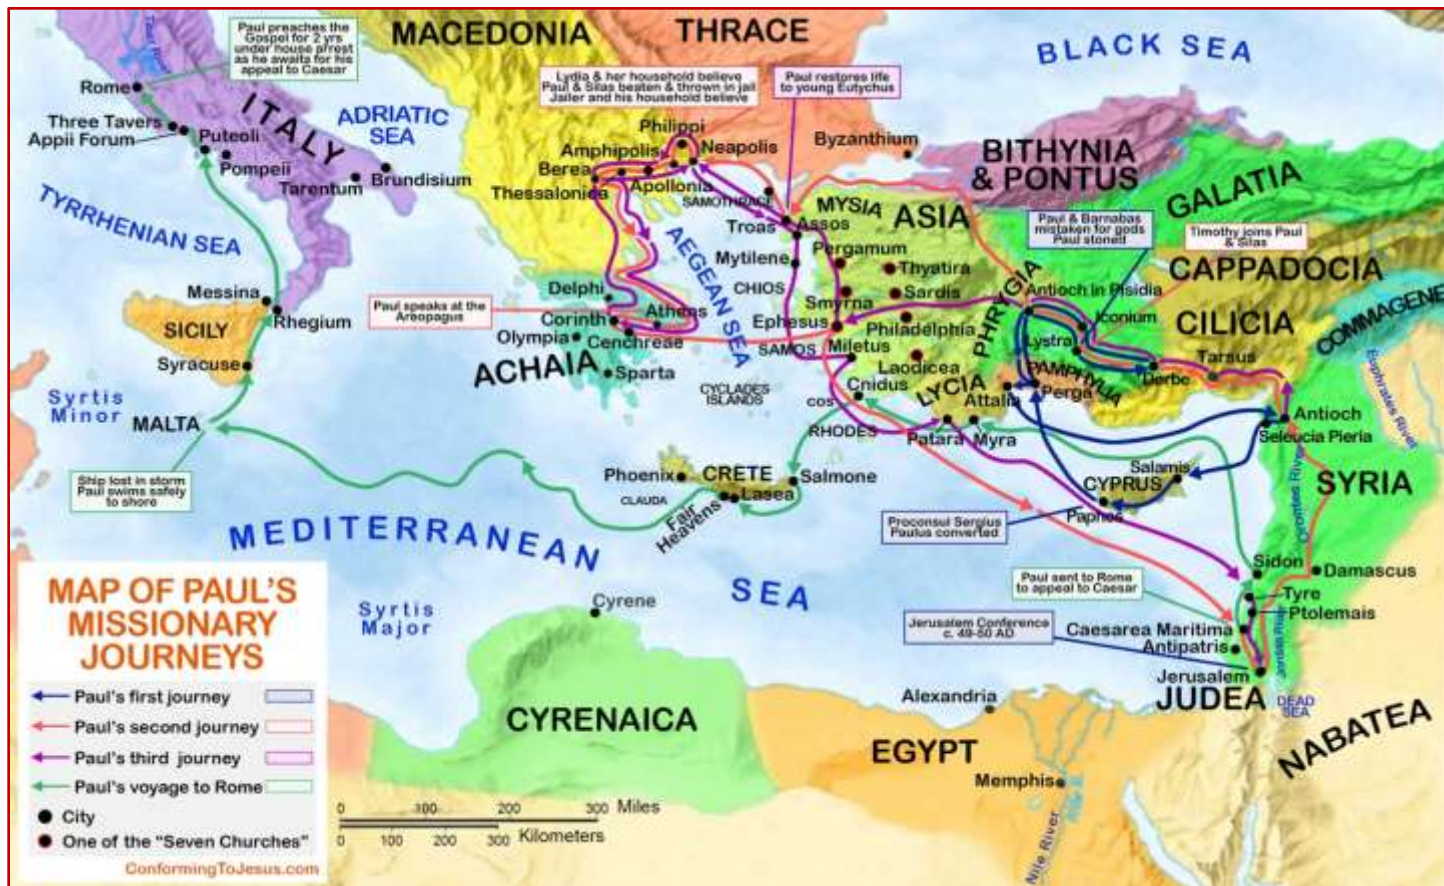 Paul preaches the
Gospel for 2 yrs
under house arrest
as he awaits for his
appeal to Caesar
MACEDONIA
THRACE
BLACK SEA
Tiber River
Rome
ITALY
ADRIATIC
SEA
Lydia & her household believe
Paul & Silas beaten & thrown in jail
Jailer and his household believe
Paul restores life
to young Eutychus
Three Tavers
Appii Forum
Puteoli
Pompeii
Tarentum
Brundisium
Philippi
Neapolis
Amphipolis
Berea
Apollonia
Thessalonica
Byzanthium
BITHYNIA
& PONTUS
GALATIA
TYRRHENIAN SEA
SAMOTHRACE
MYSIA
ASIA
Assos
Troas
Paul & Barnabas
mistaken for gods
Paul stoned
Timothy joins Paul
& Silas
CAPPADOCIA
AEGEAN SEA
Mytilene
Pergamum
Thyatira
PHRYGIA
Antioch in Pisidia
COMMAGENE
Messina
Rhegium
SICILY
Syracuse
Paul speaks at the
Areopagus
Delphi
Athens
Corinth
Olympia
Cenchreae
ACHAIA
Sparta
CHIOS
Smyrna
Sardis
Ephesus
Philadelphia
SAMOS
Miletus
Laodicea
Iconium
Lystra
CILICIA
Tarsus
Derbe
PAMPHYLIA
Perga
LYCIA
Attalia
Euphrates River
Syrtis
Minor
MALTA
CYCLADES
ISLANDS
Cnidus
COS
RHODES
Patara
Myra
Antioch
Seleucia Pieria
Ship lost in storm
Paul swims safely
to shore
Phoenix
CRETE
Salmone
CLAUDA
Lasea
Fair
Heavens
Salamis
CYPRUS
Paphos
Orontes River
SYRIA
Proconsul Sergius
Paulus converted
MEDITERRANEAN
SEA
Sidon
Damascus
Paul sent to Rome
to appeal to Caesar
Tyre
Ptolemais
MAP OF PAUL'S
MISSIONARY
JOURNEYS
Syrtis
Major
Cyrene
Jerusalem Conference
c. 49-50 AD
Caesarea Maritima
Antipatris
Jordan River
Jerusalem
JUDEA
DEAD
SEA
NABATEA
Paul's first journey
Paul's second journey
Paul's third journey
Paul's voyage to Rome
City
One of the "Seven Churches"
ConformingToJesus.com
CYRENAICA
Alexandria
EGYPT
Memphis
Nile River
0 100 200 300 Miles
0 100 200 300 Kilometers